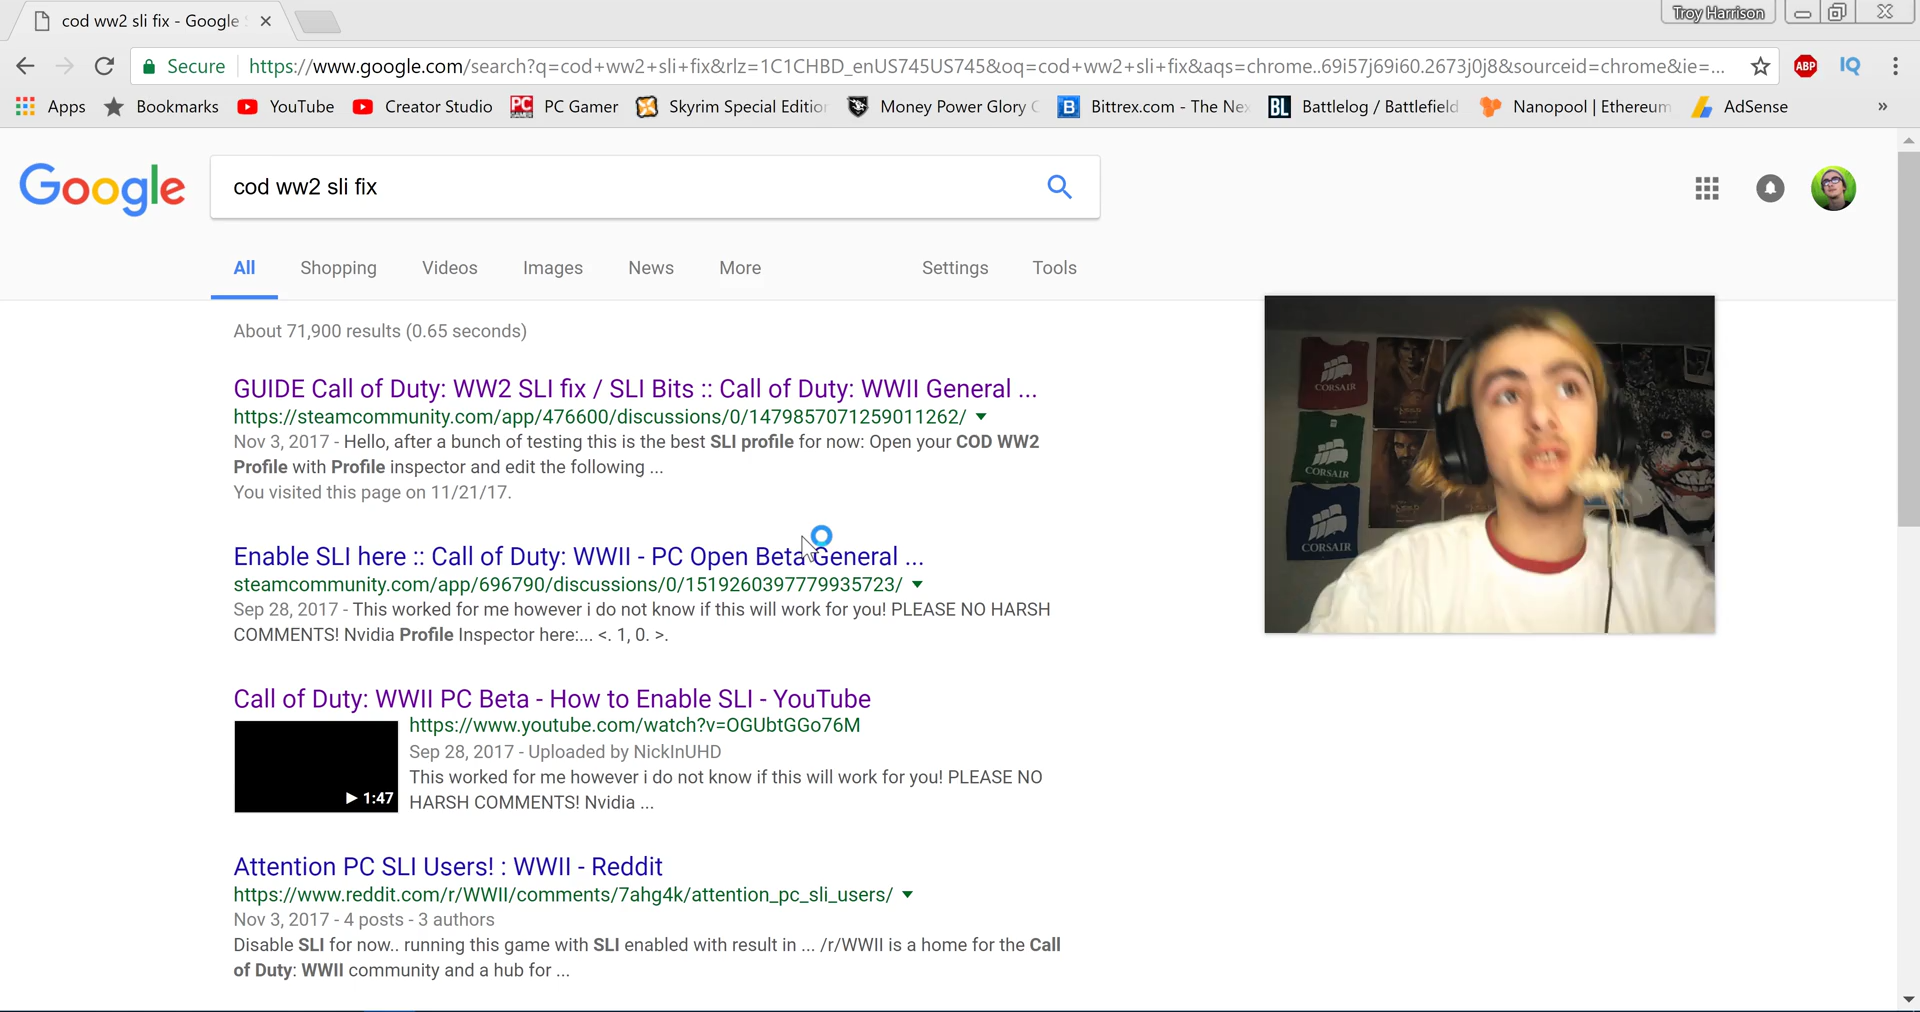 cod ww2 sli fix - Google
Troy Harrison
Secure https://www.google.com/search?q=cod+ww2+sli+fix&rlz=1C1CHBD_enUS745US745&oq=cod+ww2+sli+fix&aqs=chrome..69i57j69i60.2673j0j8&sourceid=chrome&ie=...
ABP
IQ
Apps Bookmarks YouTube Creator Studio PC Gamer Skyrim Special Editio Money Power Glory Bittrex.com - The Ne Battlelog / Battlefield Nanopool | Ethereum AdSense »
Google
cod ww2 sli fix
All Shopping Videos Images News More Settings Tools
About 71,900 results (0.65 seconds)
GUIDE Call of Duty: WW2 SLI fix / SLI Bits :: Call of Duty: WWII General ...
https://steamcommunity.com/app/476600/discussions/0/1479857071259011262/
Nov 3, 2017 - Hello, after a bunch of testing this is the best SLI profile for now: Open your COD WW2
Profile with Profile inspector and edit the following ...
You visited this page on 11/21/17.
Enable SLI here :: Call of Duty: WWII - PC Open Beta General ...
steamcommunity.com/app/696790/discussions/0/1519260397779935723/
Sep 28, 2017 - This worked for me however i do not know if this will work for you! PLEASE NO HARSH
COMMENTS! Nvidia Profile Inspector here:... <. 1, 0. >.
Call of Duty: WWII PC Beta - How to Enable SLI - YouTube
https://www.youtube.com/watch?v=OGUbtGGo76M
Sep 28, 2017 - Uploaded by NickInUHD
This worked for me however i do not know if this will work for you! PLEASE NO
HARSH COMMENTS! Nvidia ...
1:47
Attention PC SLI Users! : WWII - Reddit
https://www.reddit.com/r/WWII/comments/7ahg4k/attention_pc_sli_users/
Nov 3, 2017 - 4 posts - 3 authors
Disable SLI for now.. running this game with SLI enabled with result in ... /r/WWII is a home for the Call
of Duty: WWII community and a hub for ...
CORSAIR
CORSAIR
CORSAIR